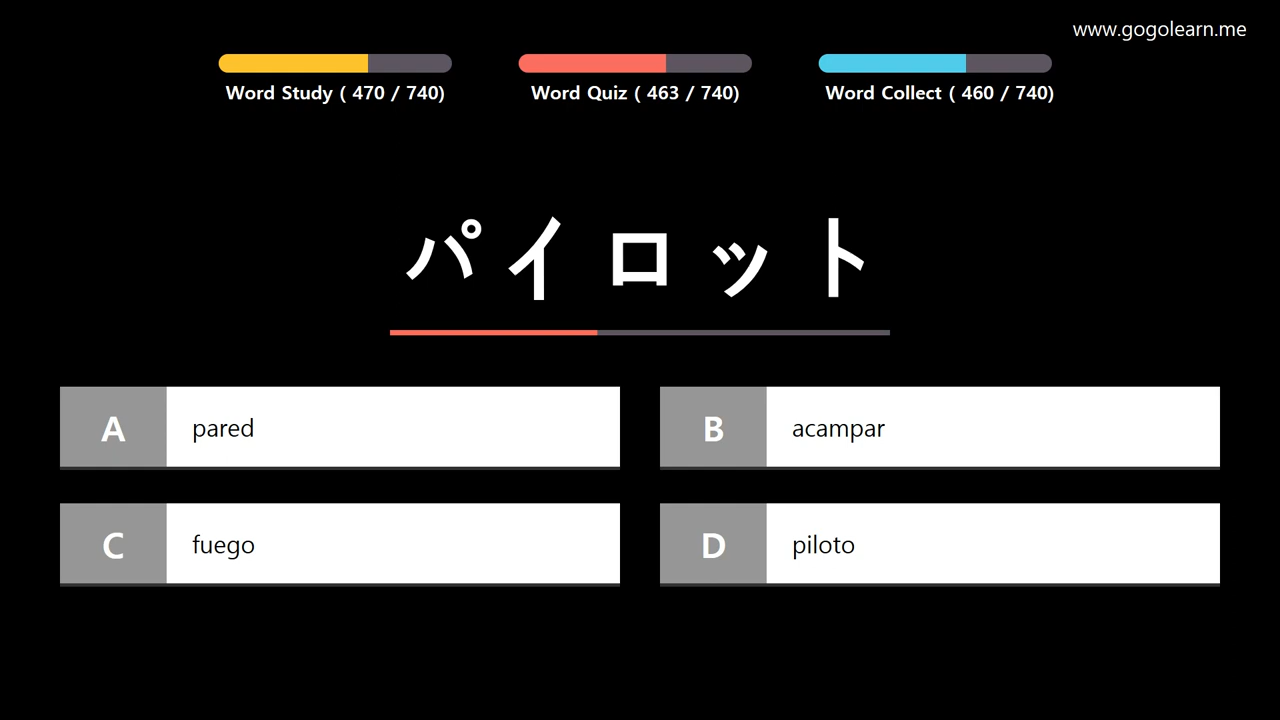 www.gogolearn.me
Word Study ( 470 / 740)
Word Quiz ( 463 / 740)
Word Collect ( 460 / 740)
パイロット
A pared
B acampar
C fuego
D piloto